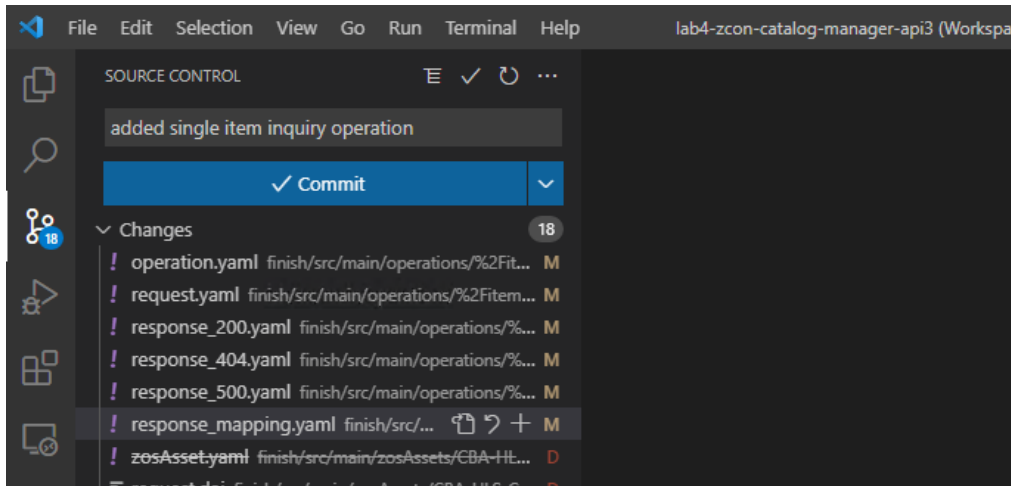 File Edit Selection View Go Run Terminal Help lab4-zcon-catalog-manager-api3 (Workspa
SOURCE CONTROL
added single item inquiry operation
Commit
18
Changes 18
operation.yaml finish/src/main/operations/%2Fit... M
request.yaml finish/src/main/operations/%2Fitem... M
response_200.yaml finish/src/main/operations/%... M
response_404.yaml finish/src/main/operations/%... M
response_500.yaml finish/src/main/operations/%... M
response_mapping.yaml finish/src/... M
zosAsset.yaml finish/src/main/zosAssets/CBA-HL... D